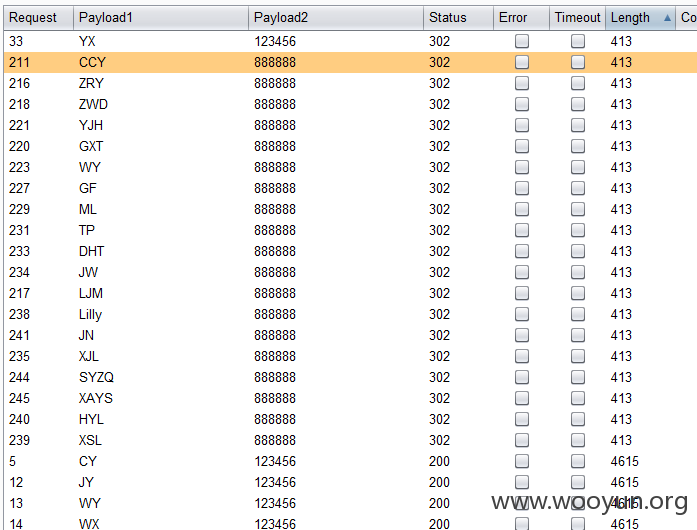 Request Payload1 Payload2 Status Error Timeout Length Co
33 YX 123456 302 413
211 CCY 888888 302 413
216 ZRY 888888 302 413
218 ZWD 888888 302 413
221 YJH 888888 302 413
220 GXT 888888 302 413
223 WY 888888 302 413
227 GF 888888 302 413
229 ML 888888 302 413
231 TP 888888 302 413
233 DHT 888888 302 413
234 JW 888888 302 413
217 LJM 888888 302 413
238 Lilly 888888 302 413
241 JN 888888 302 413
235 XJL 888888 302 413
244 SYZQ 888888 302 413
245 XAYS 888888 302 413
240 HYL 888888 302 413
239 XSL 888888 302 413
5 CY 123456 200 4615
12 JY 123456 200 4615
13 WY 123456 200 4615
14 WX 123456 200 4615
www.wooyun.org